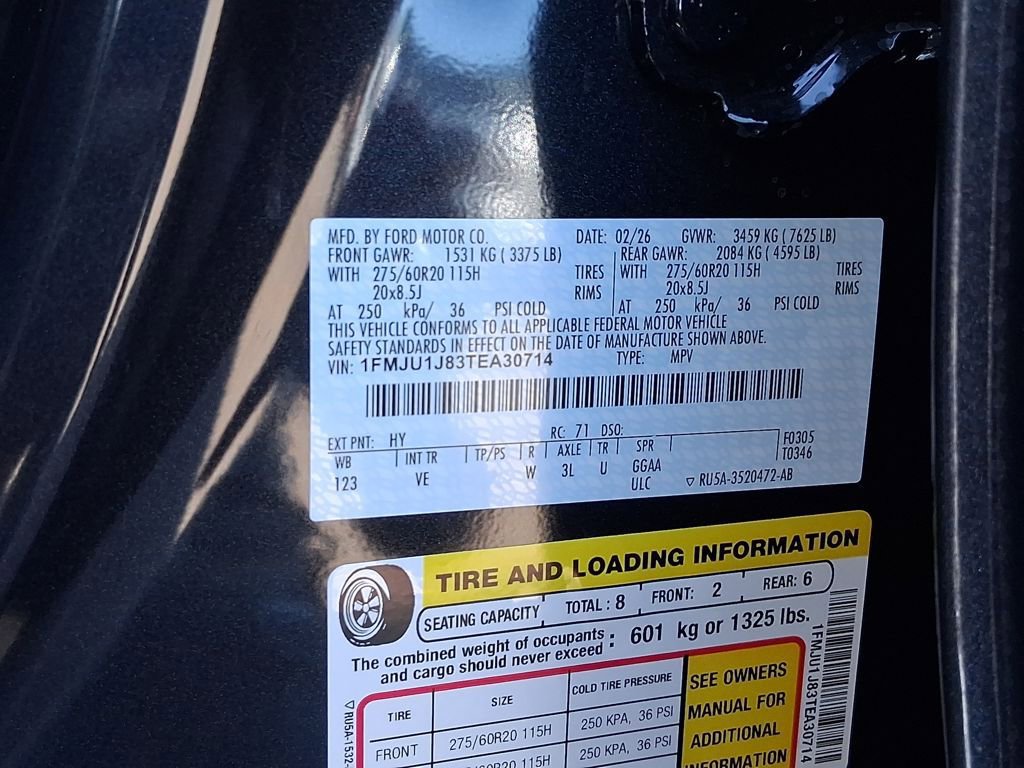 MFD. BY FORD MOTOR CO. DATE: 02/26 GVWR: 3459 KG ( 7625 LB)
FRONT GAWR: 1531 KG ( 3375 LB) REAR GAWR: 2084 KG ( 4595 LB)
WITH 275/60R20 115H TIRES WITH 275/60R20 115H TIRES
20x8.5J RIMS 20x8.5J RIMS
AT 250 kPa/ 36 PSI COLD AT 250 kPa/ 36 PSI COLD
THIS VEHICLE CONFORMS TO ALL APPLICABLE FEDERAL MOTOR VEHICLE
SAFETY STANDARDS IN EFFECT ON THE DATE OF MANUFACTURE SHOWN ABOVE.
VIN: 1FMJU1J83TEA30714 TYPE: MPV
EXT PNT: HY RC: 71 DSO: F0305
WB INT TR TP/PS R AXLE TR SPR T0346
123 VE W 3L U GGAA
ULC RU5A-3520472-AB
TIRE AND LOADING INFORMATION
SEATING CAPACITY TOTAL : 8 FRONT: 2 REAR: 6
The combined weight of occupants
and cargo should never exceed : 601 kg or 1325 lbs.
TIRE SIZE COLD TIRE PRESSURE
FRONT 275/60R20 115H 250 KPA, 36 PSI
115H 250 KPA, 36 PSI
SEE OWNERS
MANUAL FOR
ADDITIONAL
INFORMATION
1FMJU1J83TEA30714
RU5A-1532-